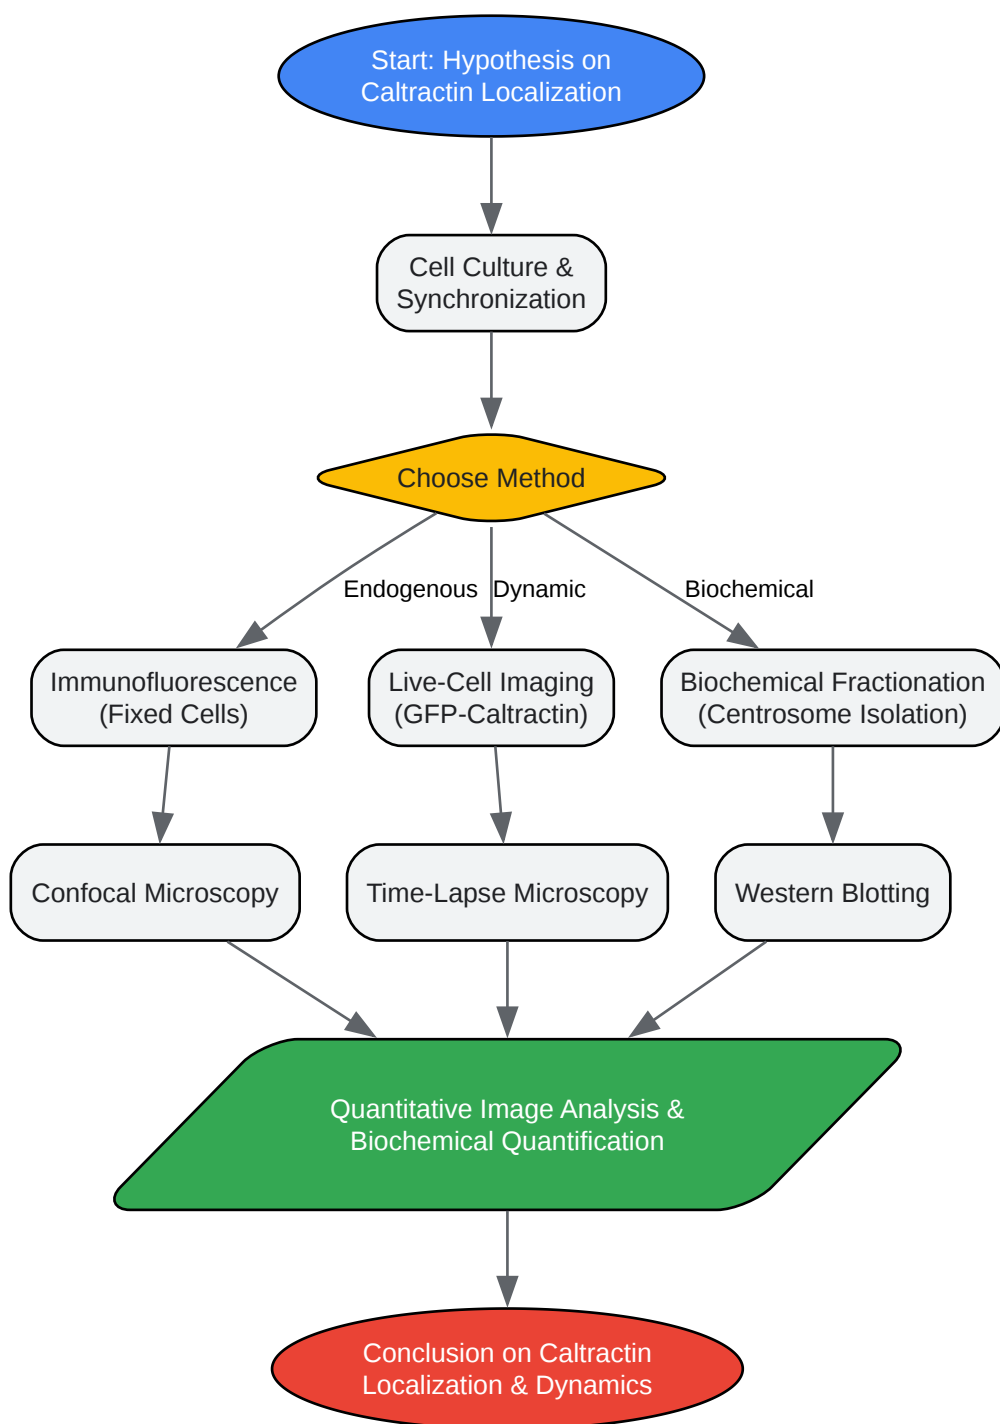 Start: Hypothesis on
Caltractin Localization
Cell Culture &
Synchronization
Choose Method
Endogenous
Dynamic
Biochemical
Immunofluorescence
(Fixed Cells)
Live-Cell Imaging
(GFP-Caltractin)
Biochemical Fractionation
(Centrosome Isolation)
Confocal Microscopy
Time-Lapse Microscopy
Western Blotting
Quantitative Image Analysis &
Biochemical Quantification
Conclusion on Caltractin
Localization & Dynamics